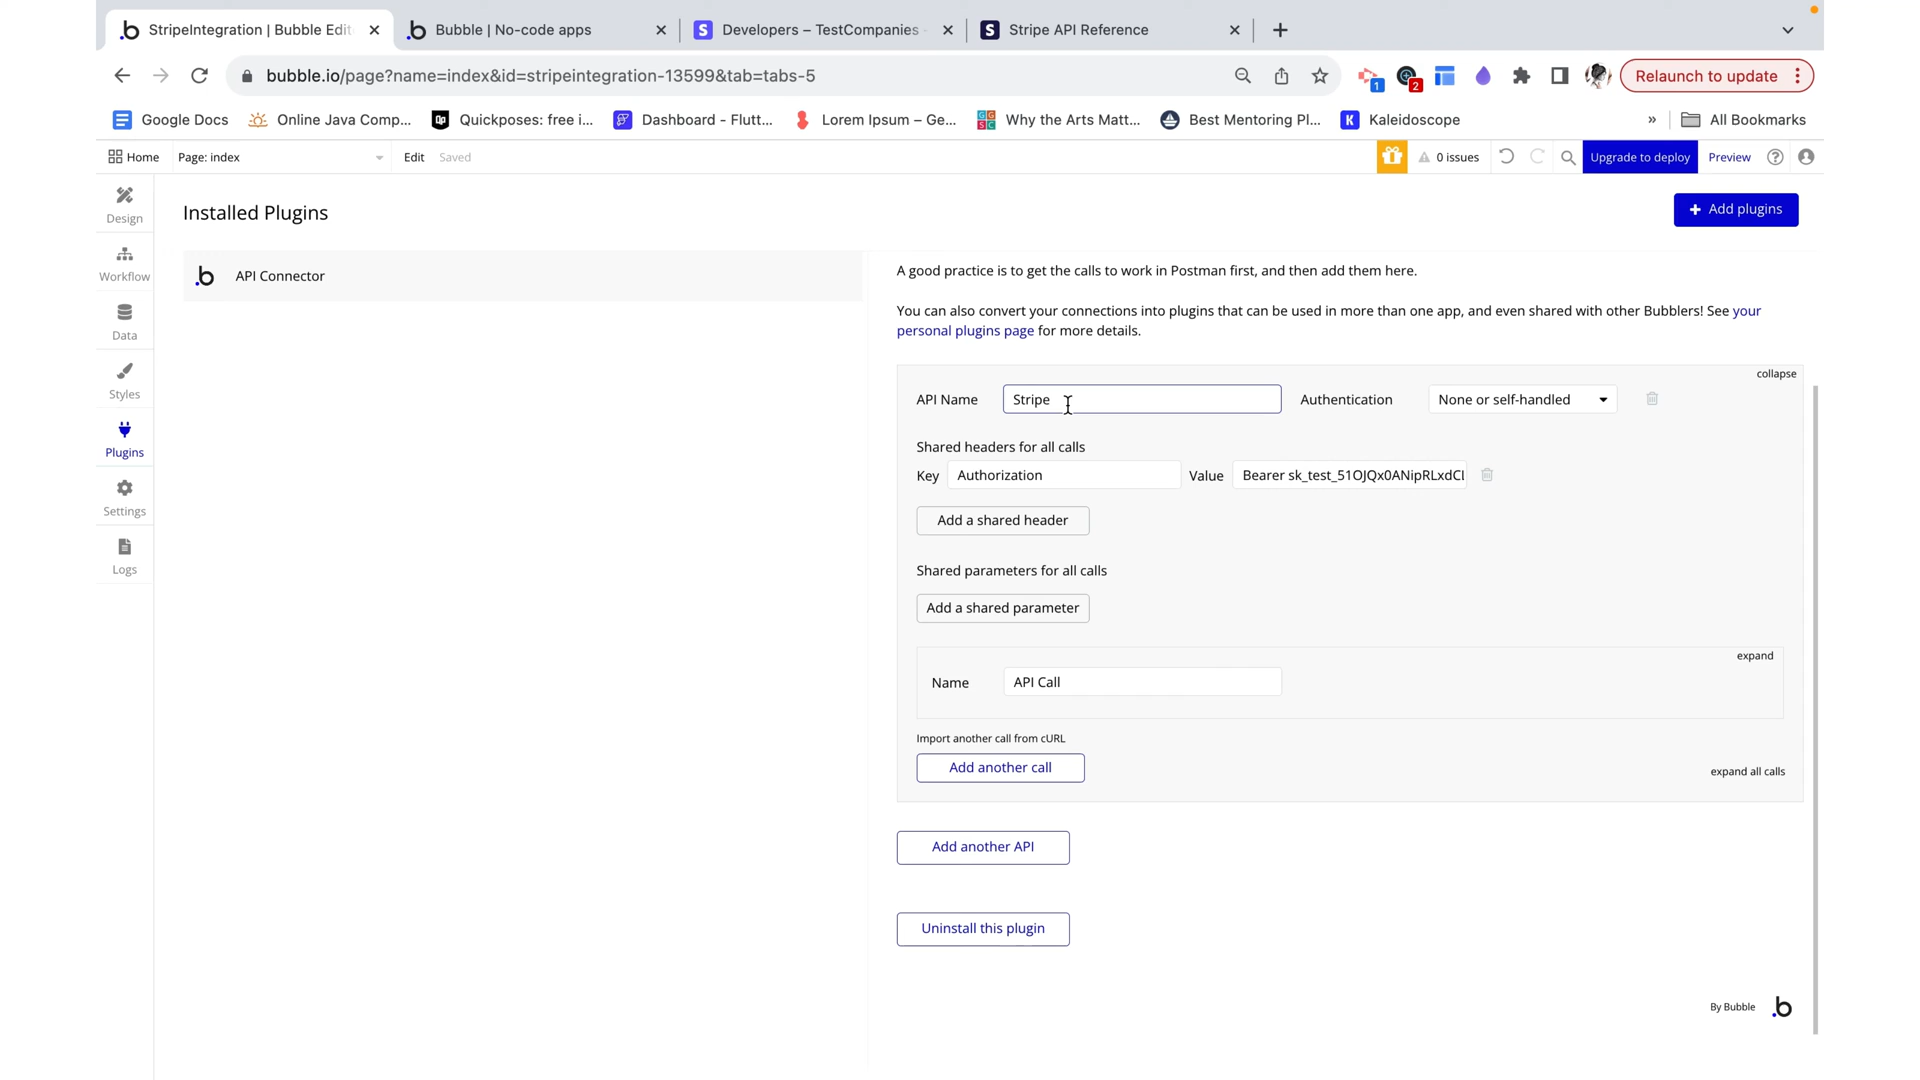 StripeIntegration | Bubble Edit
Bubble | No-code apps
Developers – TestCompanies
Stripe API Reference
bubble.io/page?name=index&id=stripeintegration-13599&tab=tabs-5
1
2
Relaunch to update
Google Docs
Online Java Comp...
Quickposes: free i...
Dashboard - Flutt...
Lorem Ipsum – Ge...
Why the Arts Matt...
Best Mentoring Pl...
Kaleidoscope
»
All Bookmarks
Home
Page: index
Edit
Saved
0 issues
Upgrade to deploy
Preview
Design
Workflow
Data
Styles
Plugins
Settings
Logs
Installed Plugins
+ Add plugins
API Connector
A good practice is to get the calls to work in Postman first, and then add them here.
You can also convert your connections into plugins that can be used in more than one app, and even shared with other Bubblers! See your
personal plugins page for more details.
collapse
API Name Stripe Authentication None or self-handled
Shared headers for all calls
Key Authorization Value Bearer sk_test_51OJQx0ANipRLxdCL
Add a shared header
Shared parameters for all calls
Add a shared parameter
expand
Name API Call
Import another call from cURL
Add another call
expand all calls
Add another API
Uninstall this plugin
By Bubble